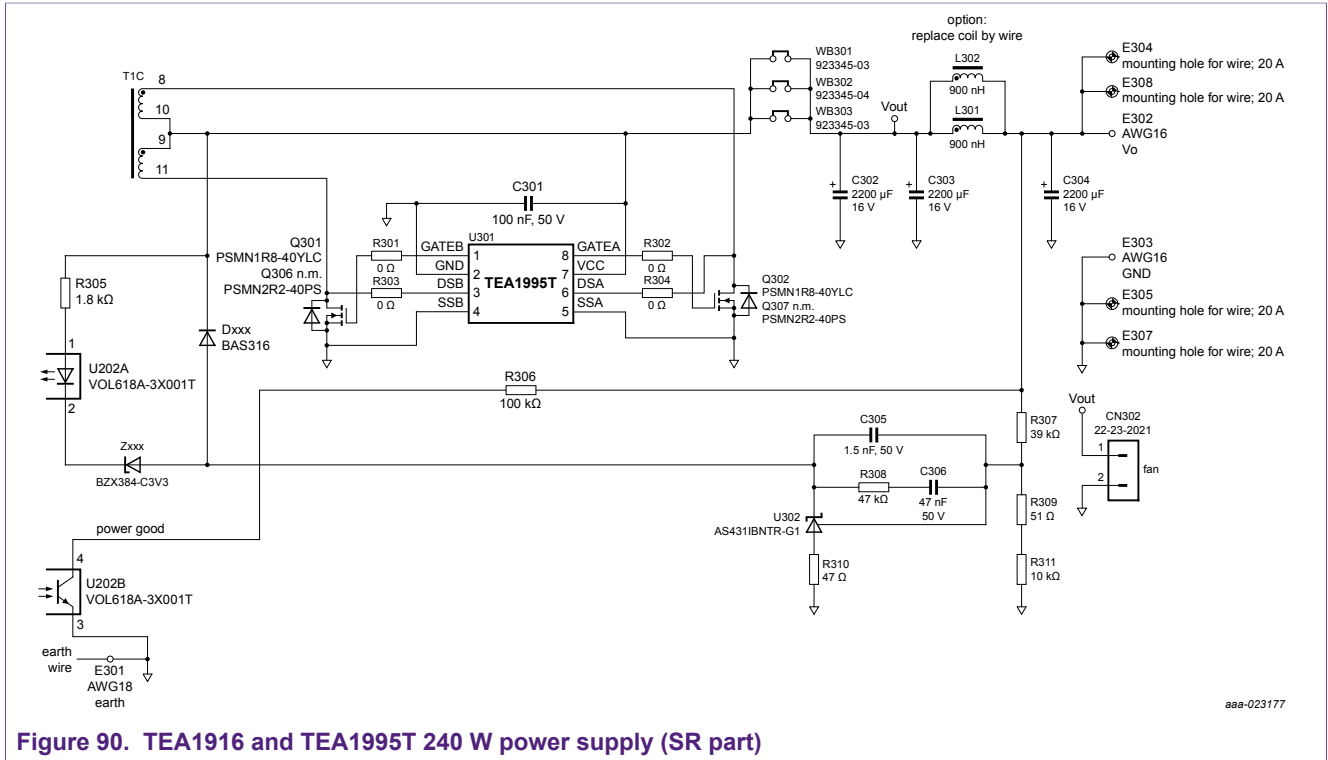 option:
replace coil by wire
T1C
8
10
9
11
WB301
923345-03
WB302
923345-04
WB303
923345-03
Vout
L302
900 nH
L301
900 nH
E304
mounting hole for wire; 20 A
E308
mounting hole for wire; 20 A
E302
AWG16
Vo
C301
100 nF, 50 V
+
C302
2200 µF
16 V
+
C303
2200 µF
16 V
+
C304
2200 µF
16 V
Q301
PSMN1R8-40YLC
Q306 n.m.
PSMN2R2-40PS
R301
0 Ω
R303
0 Ω
GATEB
GND
DSB
SSB
U301
1
2
3
4
TEA1995T
8
7
6
5
GATEA
VCC
DSA
SSA
R302
0 Ω
R304
0 Ω
Q302
PSMN1R8-40YLC
Q307 n.m.
PSMN2R2-40PS
E303
AWG16
GND
E305
mounting hole for wire; 20 A
E307
mounting hole for wire; 20 A
R305
1.8 kΩ
Dxxx
BAS316
1
U202A
VOL618A-3X001T
2
R306
100 kΩ
Zxxx
BZX384-C3V3
C305
1.5 nF, 50 V
R308
47 kΩ
C306
47 nF
50 V
U302
AS431IBNTR-G1
R310
47 Ω
R307
39 kΩ
R309
51 Ω
R311
10 kΩ
Vout
CN302
22-23-2021
1
2
fan
power good
4
U202B
VOL618A-3X001T
3
earth
wire
E301
AWG18
earth
aaa-023177
Figure 90. TEA1916 and TEA1995T 240 W power supply (SR part)